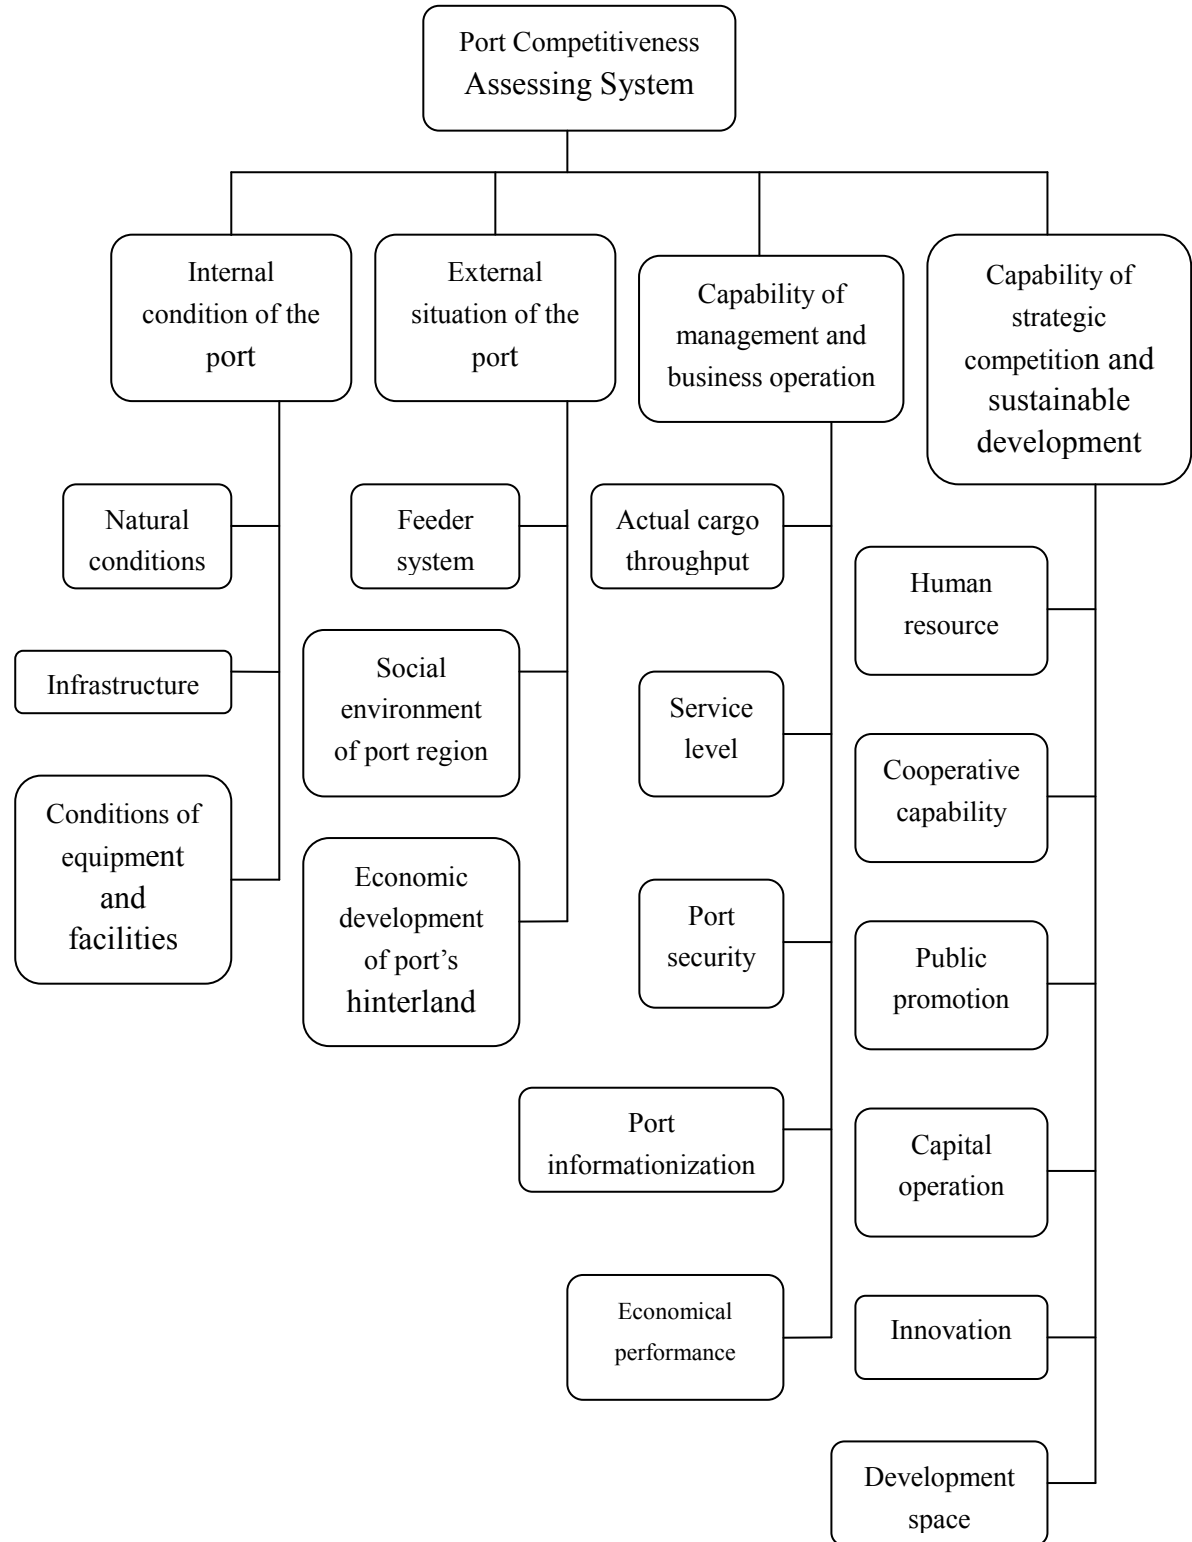 Port Competitiveness
Assessing System
Internal
condition of the
port
External
situation of the
port
Capability of
management and
business operation
Capability of
strategic
competition and
sustainable
development
Natural
conditions
Infrastructure
Conditions of
equipment
and
facilities
Feeder
system
Social
environment
of port region
Economic
development
of port’s
hinterland
Actual cargo
throughput
Service
level
Port
security
Port
informationization
Economical
performance
Human
resource
Cooperative
capability
Public
promotion
Capital
operation
Innovation
Development
space